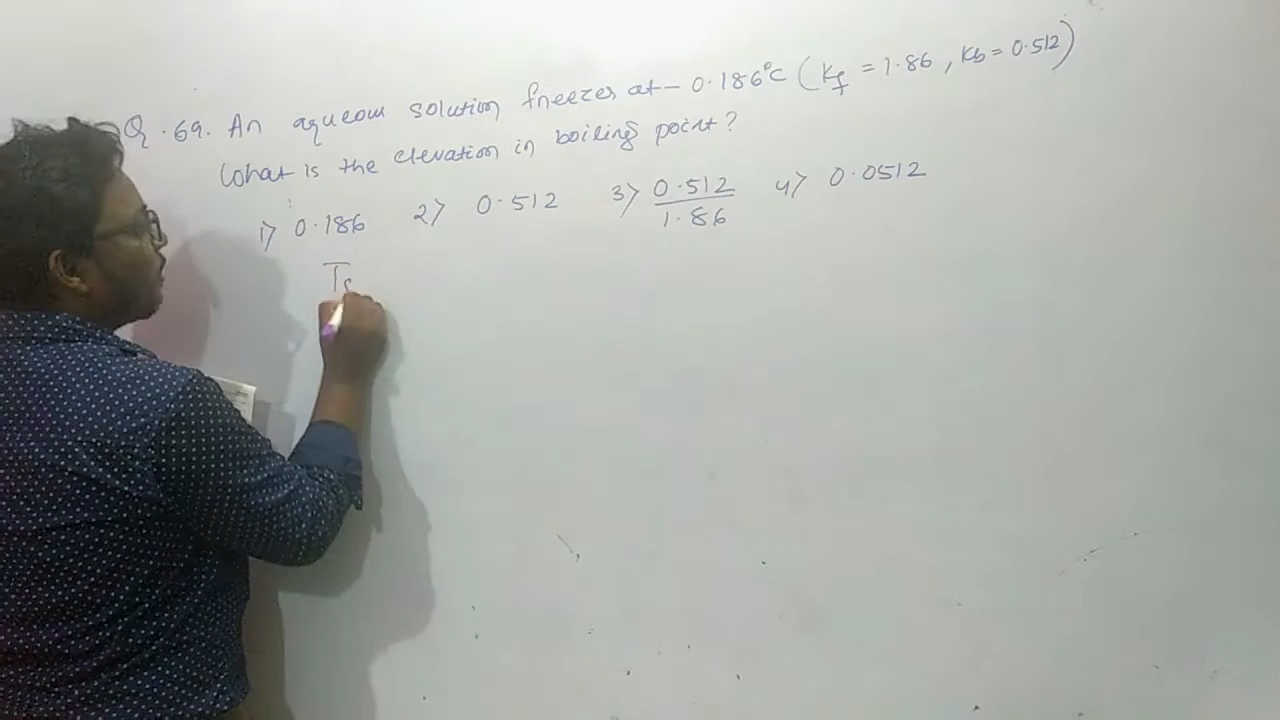 Q.69. An aqueous solution freezes at - 0.186°C (Kf = 1.86, Kb = 0.512)
What is the elevation in boiling point?
1) 0.186 2) 0.512 3) 0.512/1.86 4) 0.0512
Ts